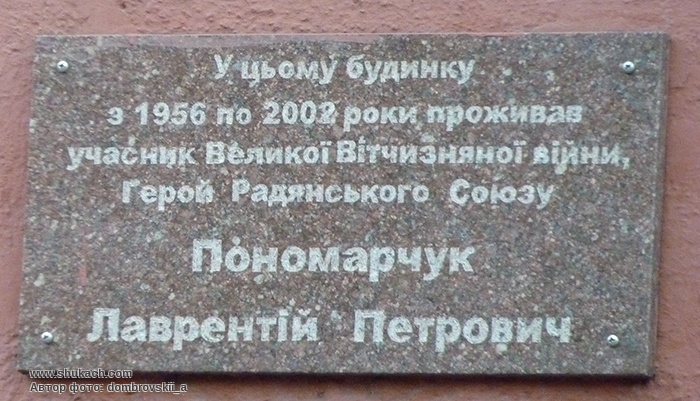 У цьому будинку
з 1956 по 2002 роки проживав
учасник Великої Вітчизняної війни,
Герой Радянського Союзу
Пономарчук
Лаврентій Петрович
www.shukach.com
Автор фото: dombrovskii_a